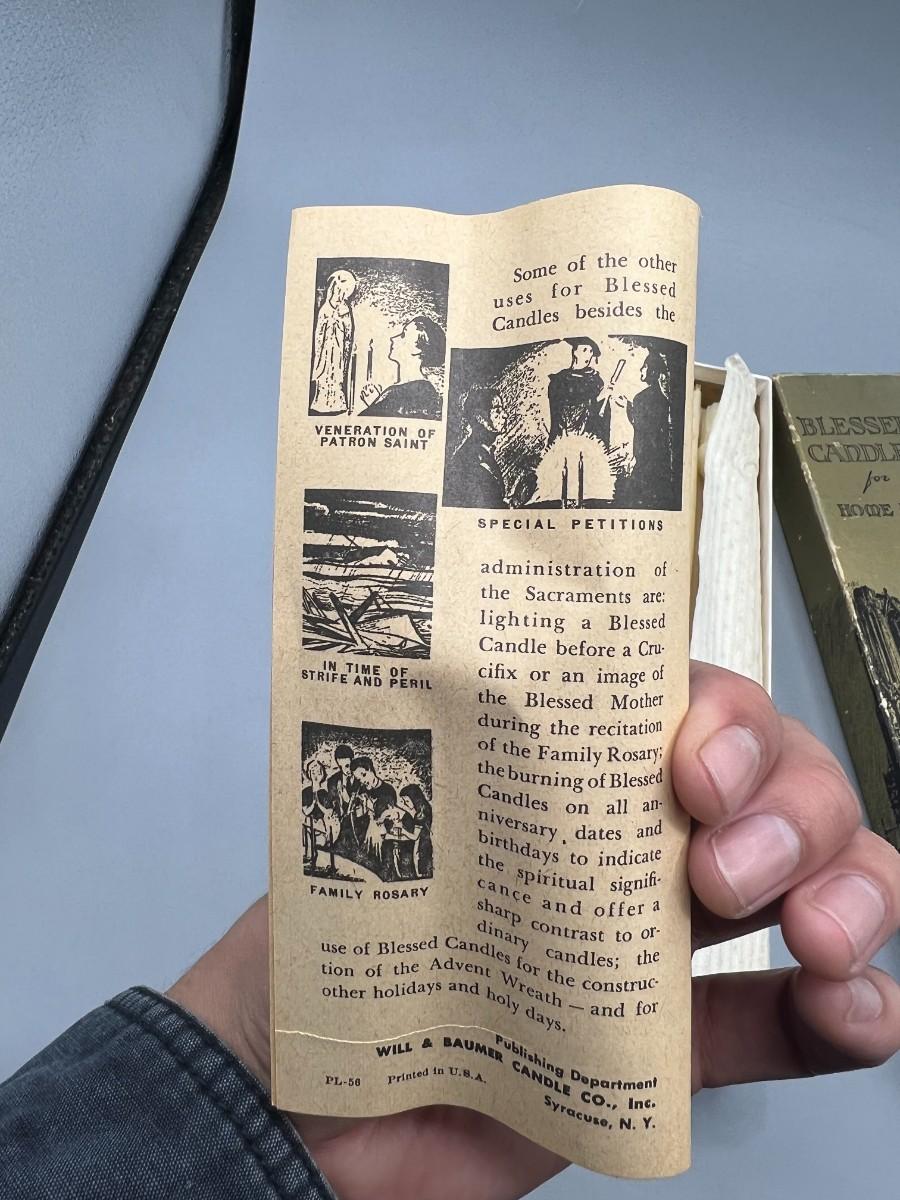 Some of the other
uses for Blessed
Candles besides the
VENERATION OF
PATRON SAINT
SPECIAL PETITIONS
administration of
the Sacraments are:
lighting a Blessed
Candle before a Cru-
cifix or an image of
the Blessed Mother
during the recitation
of the Family Rosary;
the burning of Blessed
Candles on all an-
niversary dates and
birthdays to indicate
the spiritual signifi-
cance and offer a
sharp contrast to or-
dinary candles; the
use of Blessed Candles for the construc-
tion of the Advent Wreath — and for
other holidays and holy days.
IN TIME OF
STRIFE AND PERIL
FAMILY ROSARY
Publishing Department
WILL & BAUMER CANDLE CO., Inc.
Syracuse, N. Y.
PL-56 Printed in U.S.A.
BLESSED
CANDLE
for
HOME